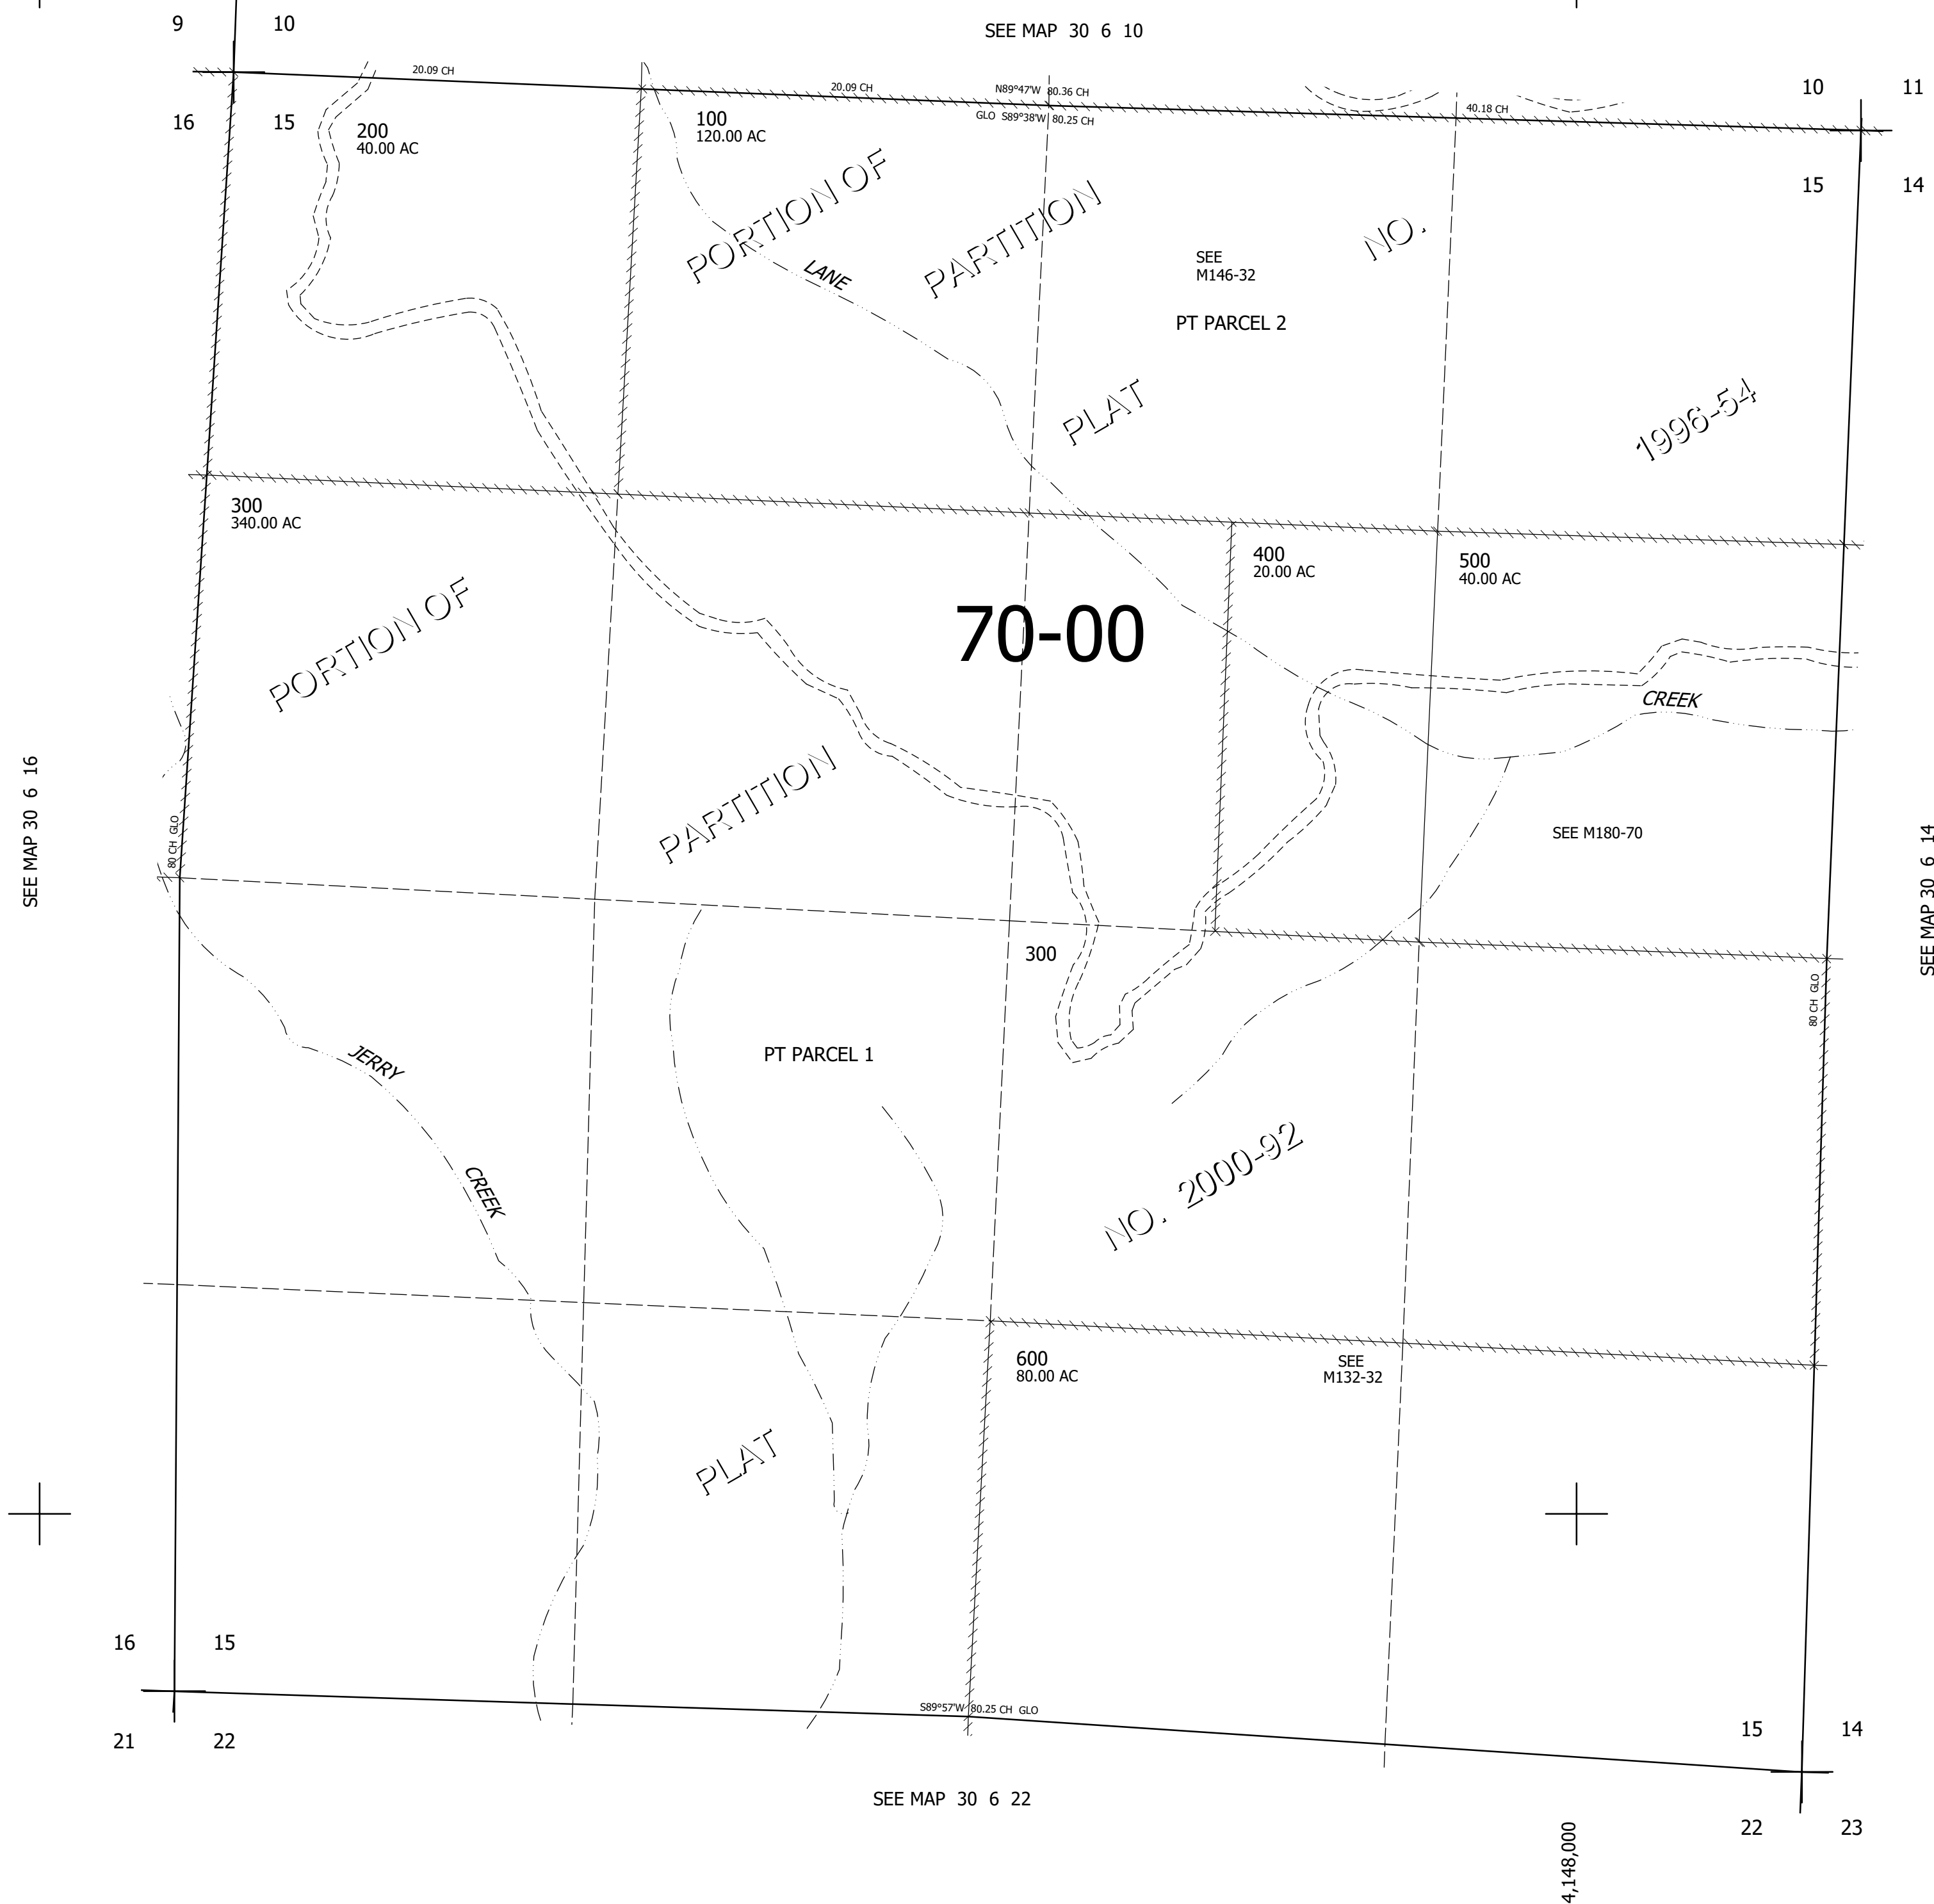 9 10
SEE MAP 30 6 10
20.09 CH
20.09 CH
N89°47'W 80.36 CH
GLO S89°38'W 80.25 CH
40.18 CH
10 11
16 15
15 14
200
40.00 AC
100
120.00 AC
PORTION OF
PARTITION
NO.
LANE
SEE
M146-32
PT PARCEL 2
PLAT
1996-54
300
340.00 AC
400
20.00 AC
500
40.00 AC
70-00
PORTION OF
CREEK
PARTITION
SEE MAP 30 6 16
80 CH GLO
SEE M180-70
SEE MAP 30 6 14
300
80 CH GLO
PT PARCEL 1
JERRY
CREEK
NO. 2000-92
600
80.00 AC
SEE
M132-32
PLAT
16 15
S89°57'W 80.25 CH GLO
21 22
15 14
SEE MAP 30 6 22
22 23
4,148,000